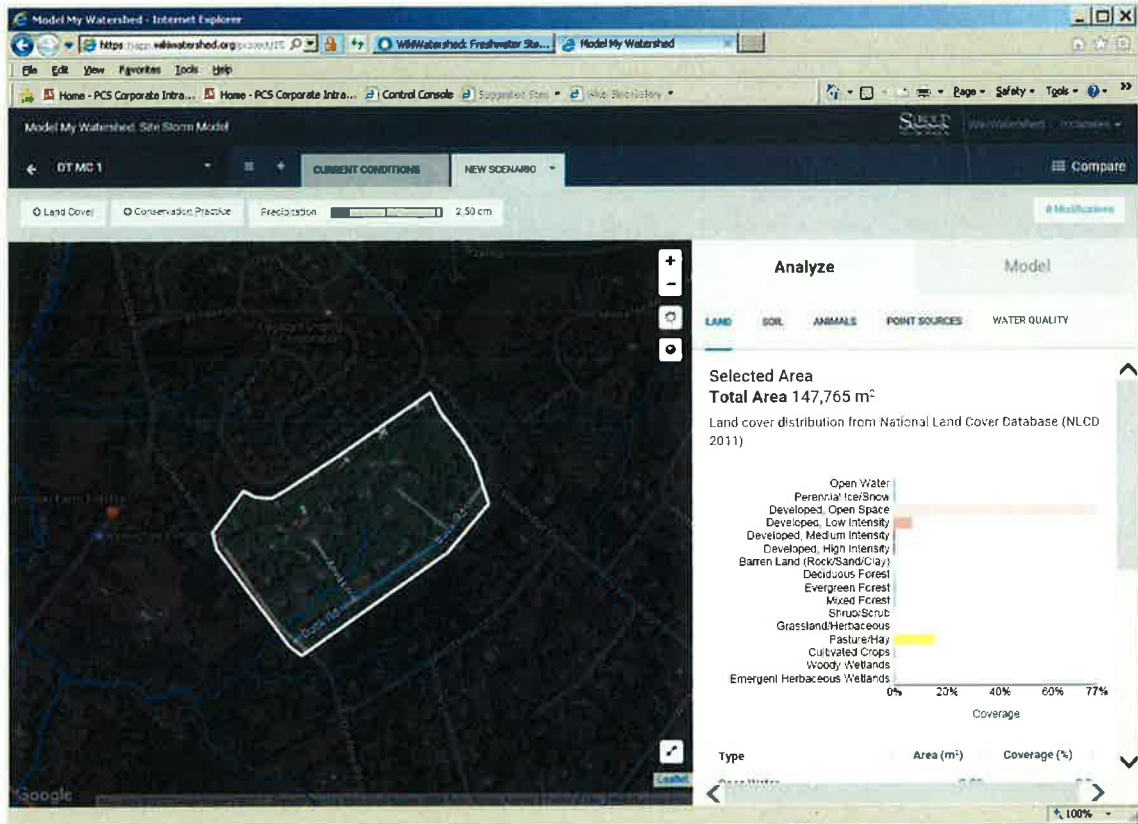 Model My Watershed - Internet Explorer
WikiWatershed: Freshwater Ste... Model My Watershed
File Edit View Favorites Tools Help
Home - PCS Corporate Intra... Home - PCS Corporate Intra... Control Console Page Safety Tools
Model My Watershed Site Storm Model
DT MC 1 CURRENT CONDITIONS NEW SCENARIO Compare
Land Cover Conservation Practice Precipitation 2.50 cm Modifications
Analyze Model
LAND SOIL ANIMALS POINT SOURCES WATER QUALITY
Selected Area
Total Area 147,765 m²
Land cover distribution from National Land Cover Database (NLCD
2011)
Open Water
Perennial Ice/Snow
Developed, Open Space
Developed, Low Intensity
Developed, Medium Intensity
Developed, High Intensity
Barren Land (Rock/Sand/Clay)
Deciduous Forest
Evergreen Forest
Mixed Forest
Shrub/Scrub
Grassland/Herbaceous
Pasture/Hay
Cultivated Crops
Woody Wetlands
Emergent Herbaceous Wetlands
0% 20% 40% 60% 77%
Coverage
Type Area (m²) Coverage (%)
Leaflet
Google
100%